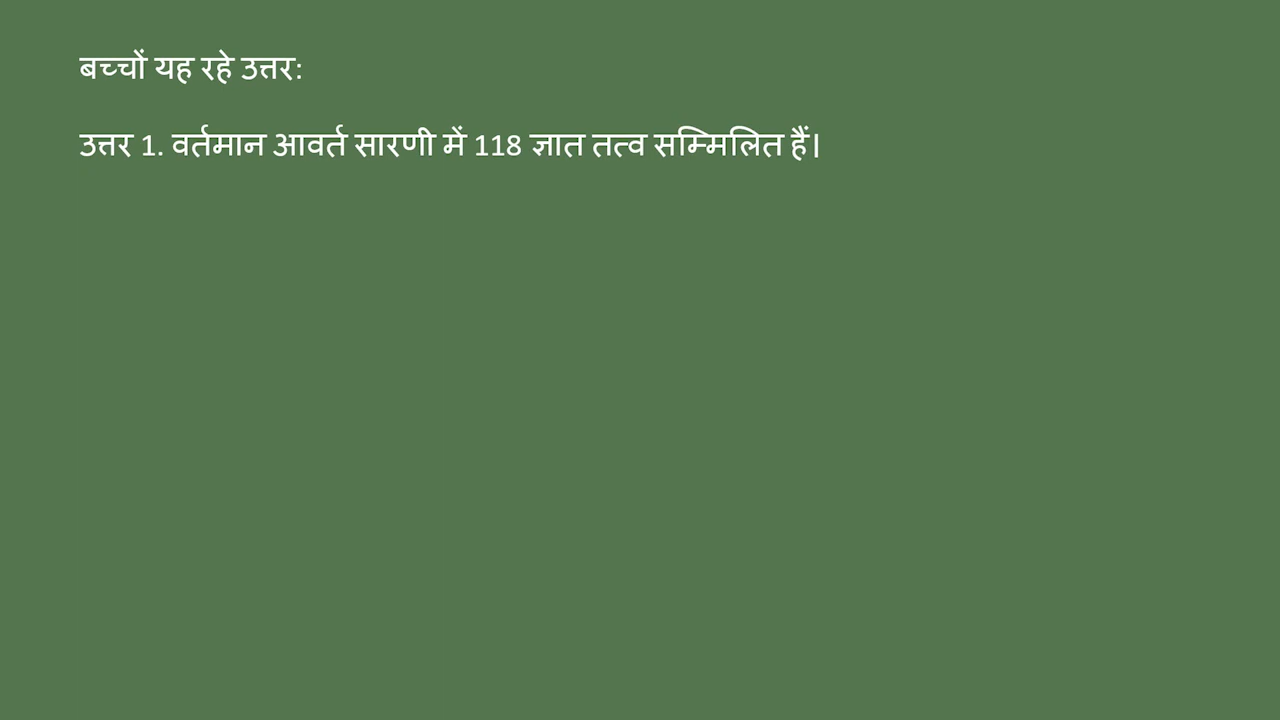 बच्चों यह रहे उत्तर:
उत्तर 1. वर्तमान आवर्त सारणी में 118 ज्ञात तत्व सम्मिलित हैं।